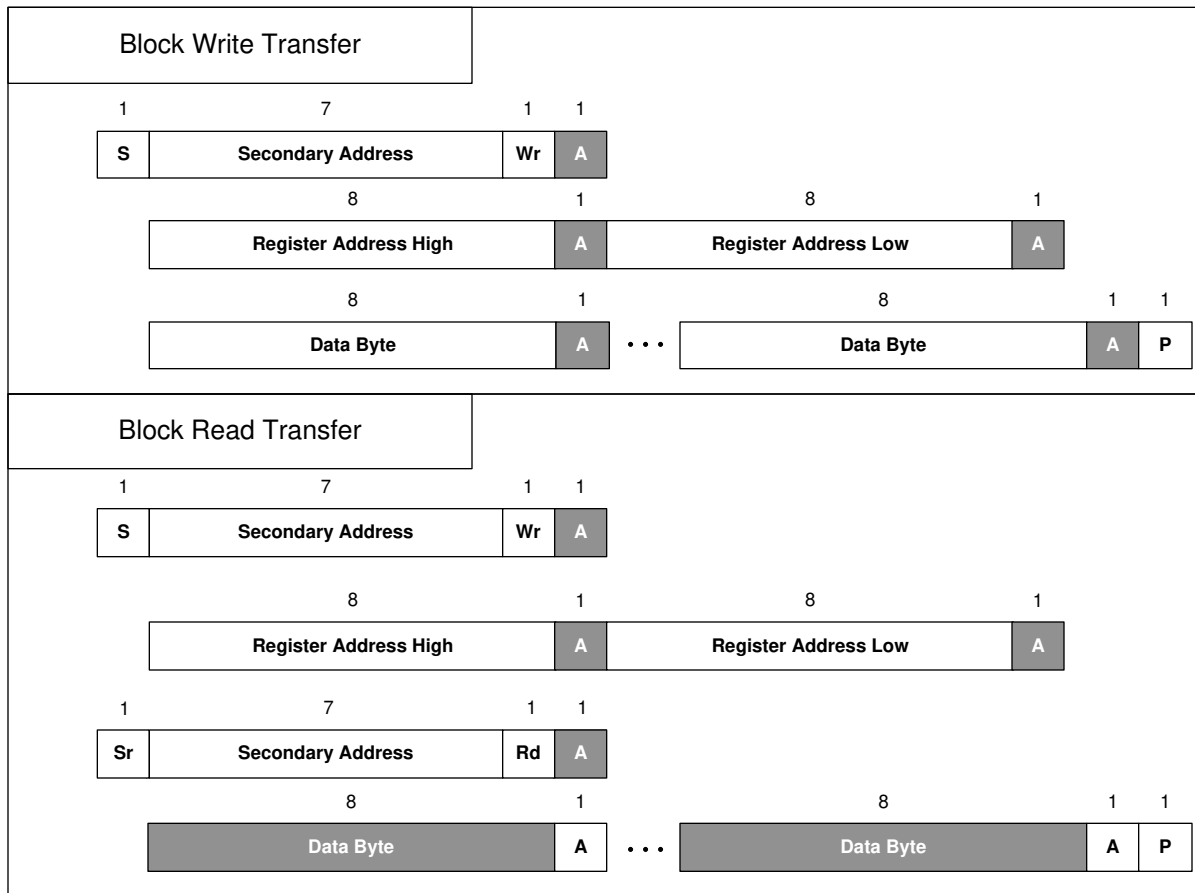 Block Write Transfer
1 7 1 1
S Secondary Address Wr A
8 1 8 1
Register Address High A Register Address Low A
8 1 8 1 1
Data Byte A • • • Data Byte A P
Block Read Transfer
1 7 1 1
S Secondary Address Wr A
8 1 8 1
Register Address High A Register Address Low A
1 7 1 1
Sr Secondary Address Rd A
8 1 8 1 1
Data Byte A • • • Data Byte A P